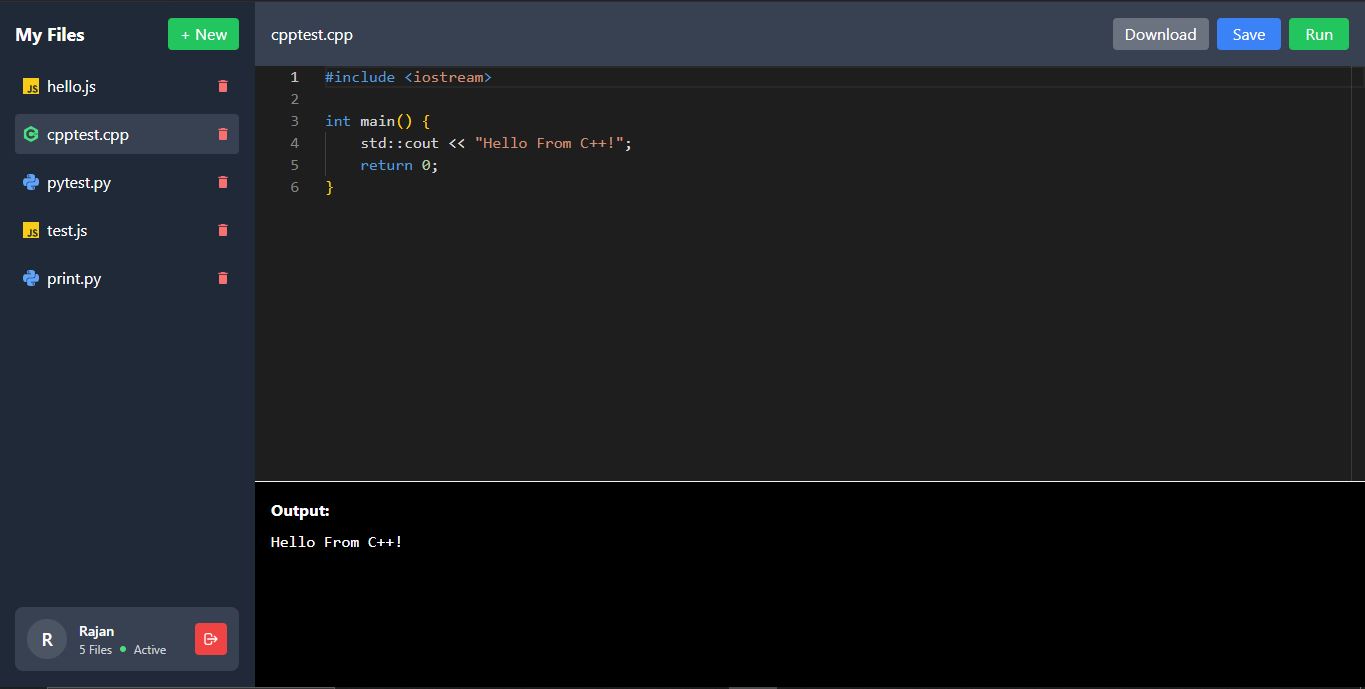 My Files
+ New
JS hello.js
cpptest.cpp
pytest.py
JS test.js
print.py
R
Rajan
5 Files ● Active
cpptest.cpp
Download
Save
Run
1 #include <iostream>
2
3 int main() {
4     std::cout << "Hello From C++!";
5     return 0;
6 }
Output:
Hello From C++!